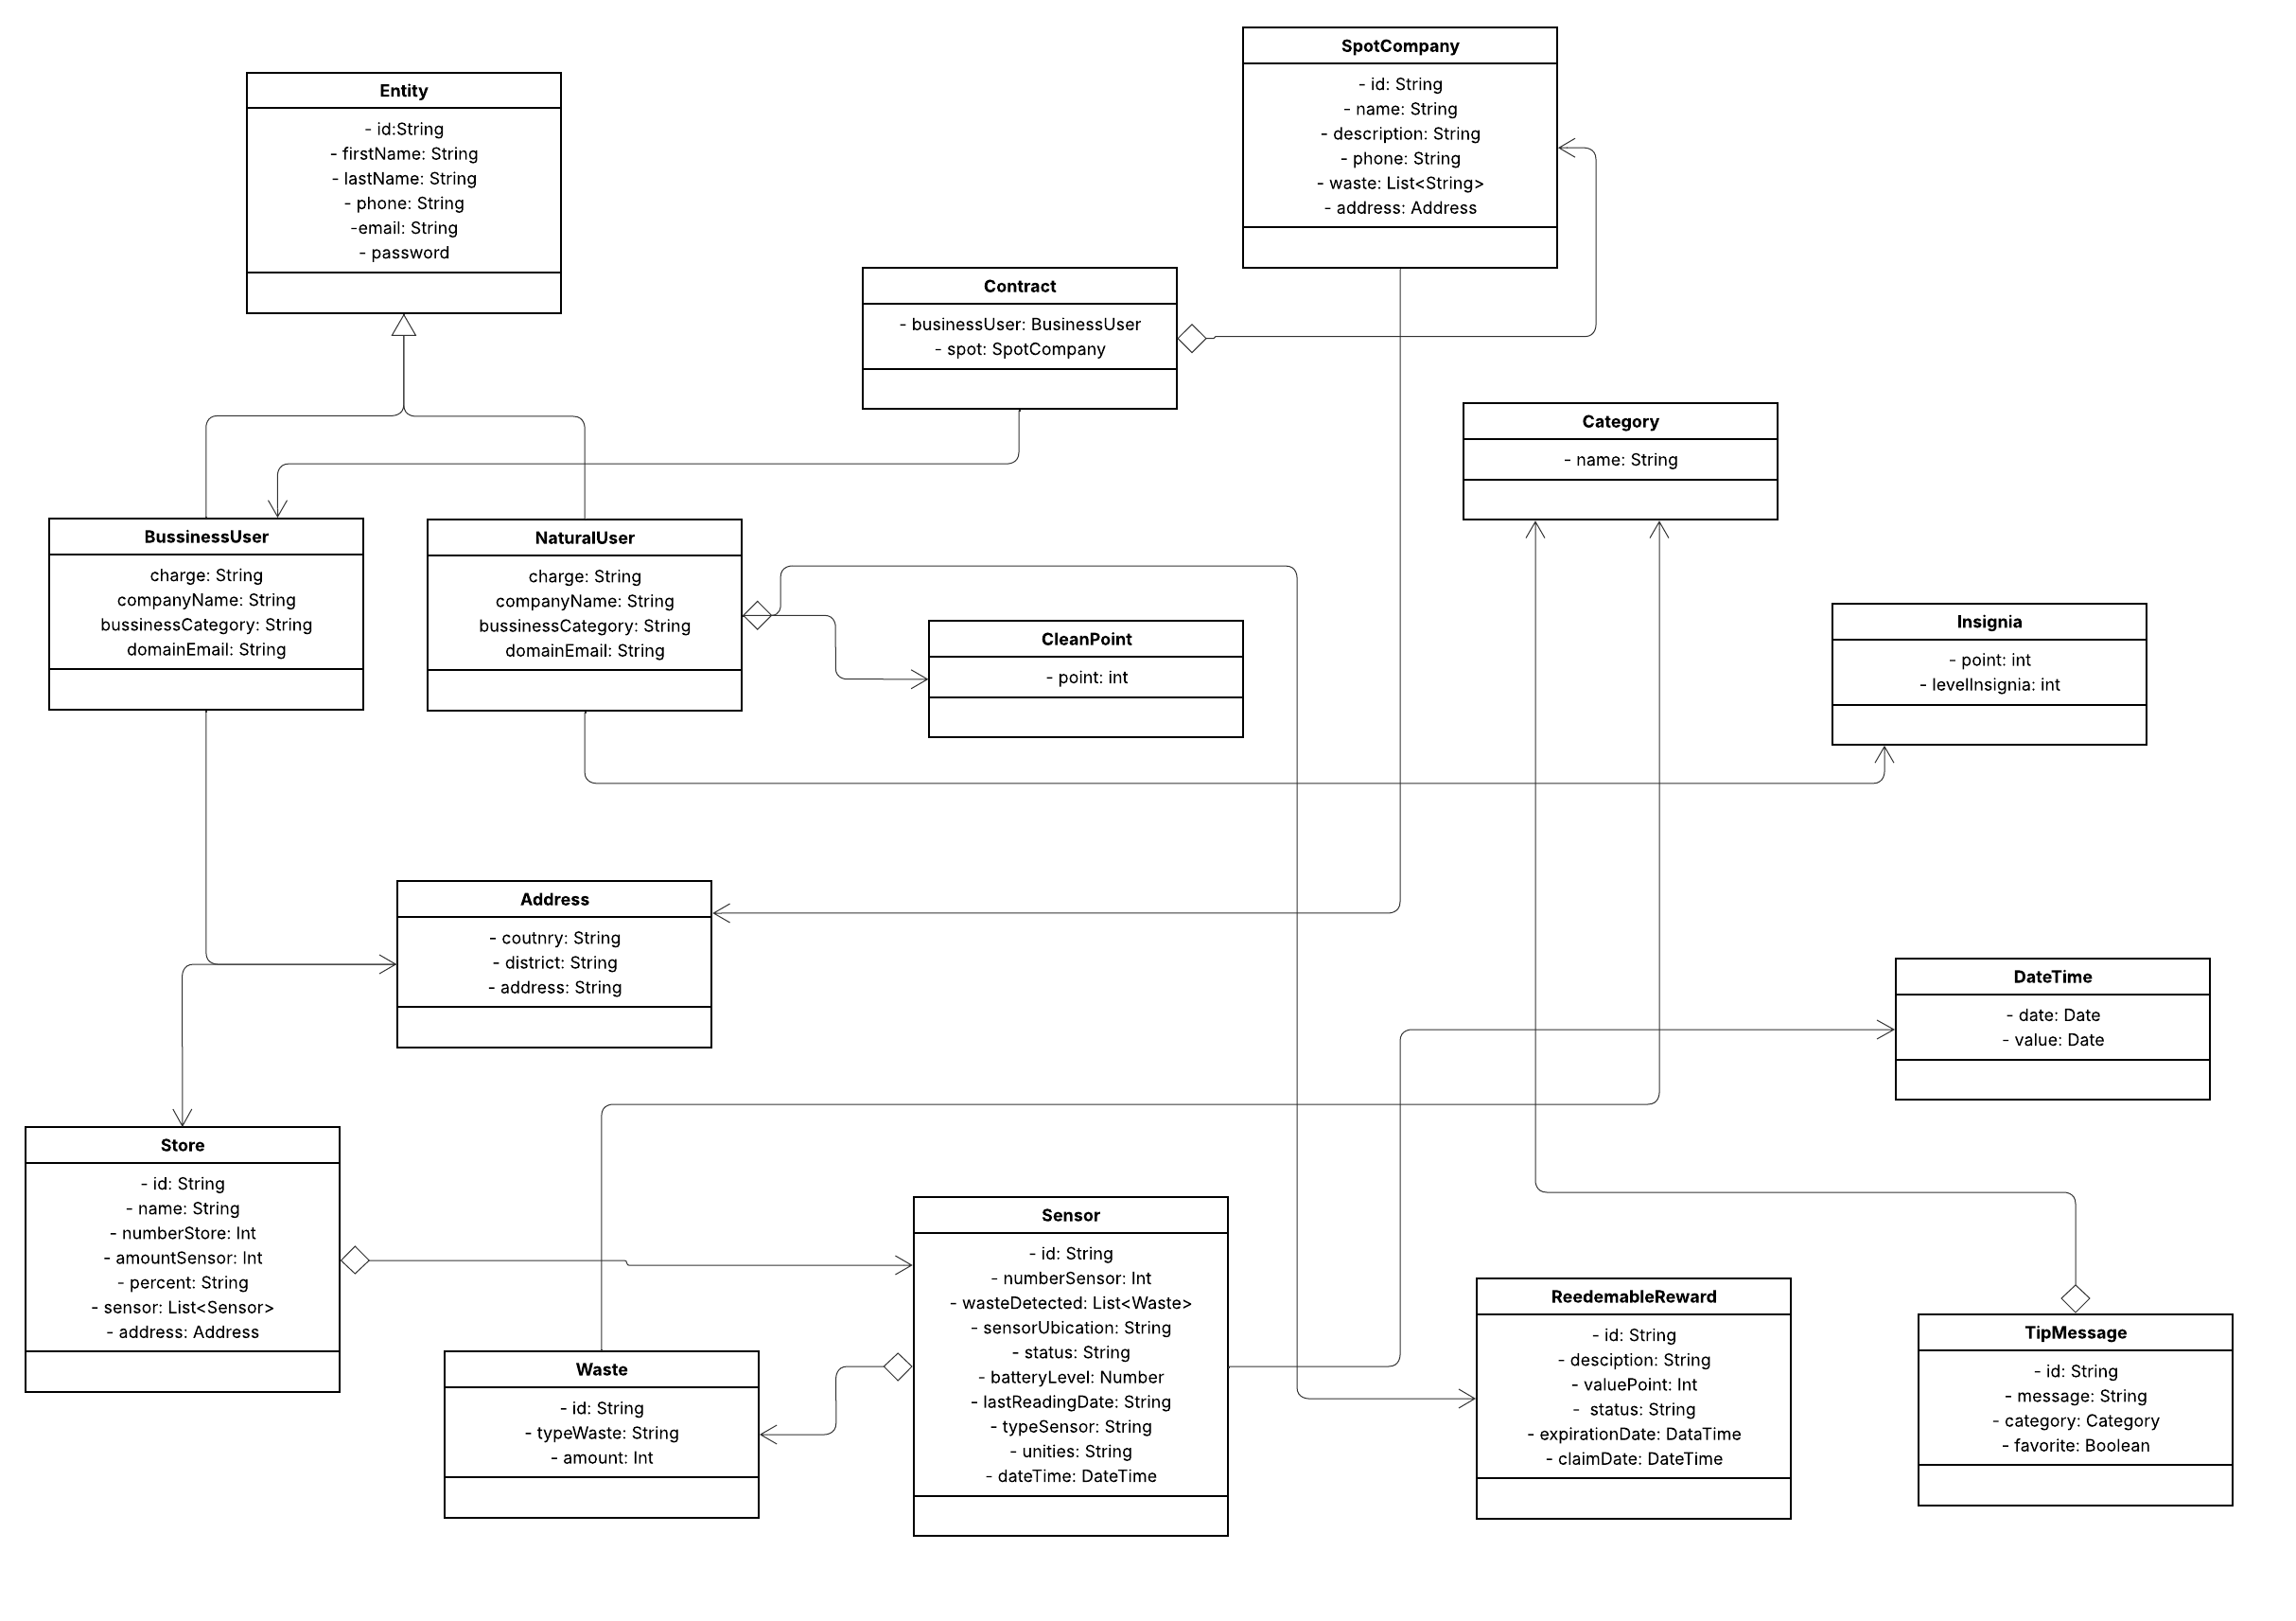 SpotCompany
- id: String
- name: String
- description: String
- phone: String
- waste: List<String>
- address: Address
Entity
- id:String
- firstName: String
- lastName: String
- phone: String
-email: String
- password
Contract
- businessUser: BusinessUser
- spot: SpotCompany
Category
- name: String
BussinessUser
charge: String
companyName: String
bussinessCategory: String
domainEmail: String
NaturalUser
charge: String
companyName: String
bussinessCategory: String
domainEmail: String
CleanPoint
- point: int
Insignia
- point: int
- levelInsignia: int
Address
- coutnry: String
- district: String
- address: String
DateTime
- date: Date
- value: Date
Store
- id: String
- name: String
- numberStore: Int
- amountSensor: Int
- percent: String
- sensor: List<Sensor>
- address: Address
Waste
- id: String
- typeWaste: String
- amount: Int
Sensor
- id: String
- numberSensor: Int
- wasteDetected: List<Waste>
- sensorUbication: String
- status: String
- batteryLevel: Number
- lastReadingDate: String
- typeSensor: String
- unities: String
- dateTime: DateTime
ReedemableReward
- id: String
- desciption: String
- valuePoint: Int
- status: String
- expirationDate: DataTime
- claimDate: DateTime
TipMessage
- id: String
- message: String
- category: Category
- favorite: Boolean